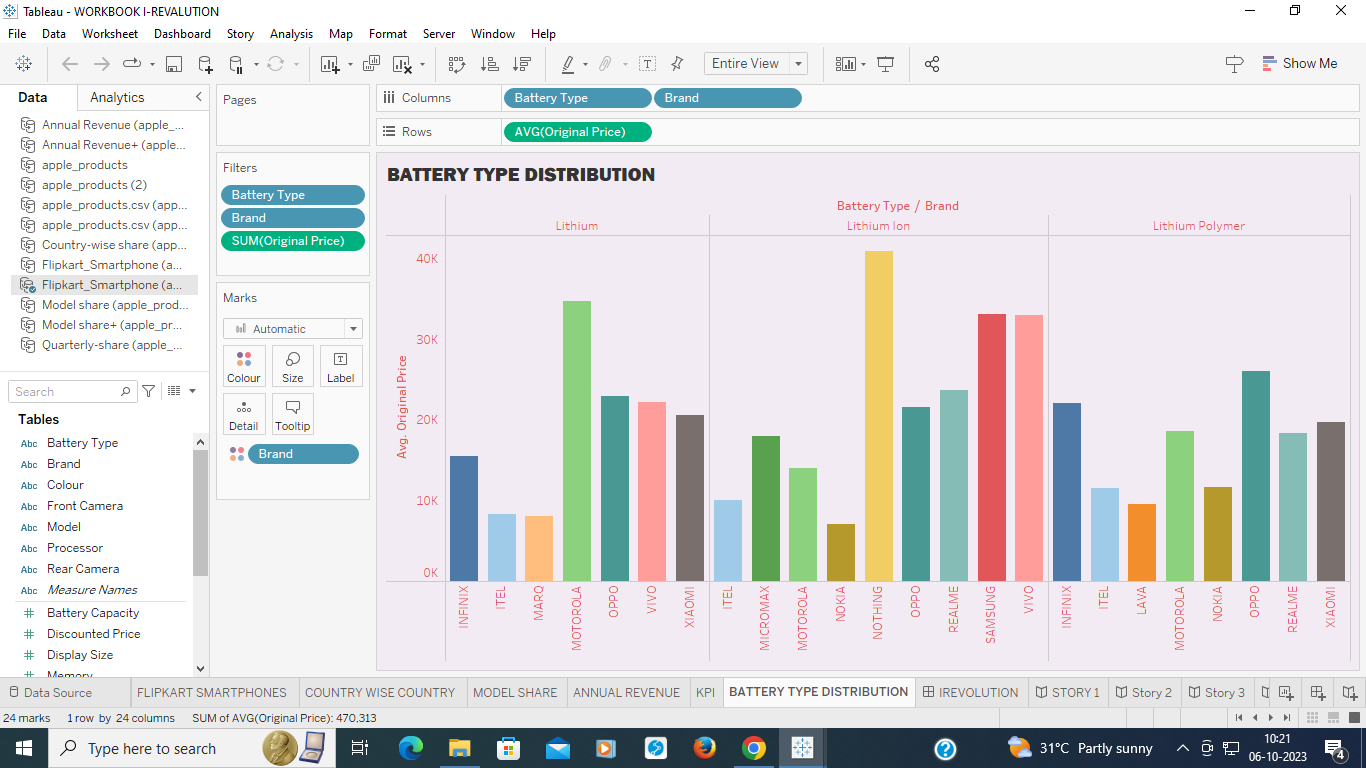 Tableau - WORKBOOK I-REVALUTION
File Data Worksheet Dashboard Story Analysis Map Format Server Window Help
Entire View
Show Me
Data Analytics
Annual Revenue (apple_...
Annual Revenue+ (apple...
apple_products
apple_products (2)
apple_products.csv (app...
apple_products.csv (app...
Country-wise share (app...
Flipkart_Smartphone (a...
Flipkart_Smartphone (a...
Model share (apple_prod...
Model share+ (apple_pr...
Quarterly-share (apple_...
Search
Tables
Abc Battery Type
Abc Brand
Abc Colour
Abc Front Camera
Abc Model
Abc Processor
Abc Rear Camera
Abc Measure Names
Battery Capacity
Discounted Price
Display Size
Memory
Pages
Filters
Battery Type
Brand
SUM(Original Price)
Marks
Automatic
Colour Size Label
Detail Tooltip
Brand
Columns Battery Type Brand
Rows AVG(Original Price)
BATTERY TYPE DISTRIBUTION
Battery Type / Brand
Lithium Lithium Ion Lithium Polymer
Avg. Original Price
40K
30K
20K
10K
0K
INFINIX ITEL MARQ MOTOROLA OPPO VIVO XIAOMI ITEL MICROMAX MOTOROLA NOKIA NOTHING OPPO REALME SAMSUNG VIVO INFINIX ITEL LAVA MOTOROLA NOKIA OPPO REALME XIAOMI
Data Source FLIPKART SMARTPHONES COUNTRY WISE COUNTRY MODEL SHARE ANNUAL REVENUE KPI BATTERY TYPE DISTRIBUTION IREVOLUTION STORY 1 Story 2 Story 3
24 marks 1 row by 24 columns SUM of AVG(Original Price): 470,313
Type here to search
31°C Partly sunny
10:21
06-10-2023
4